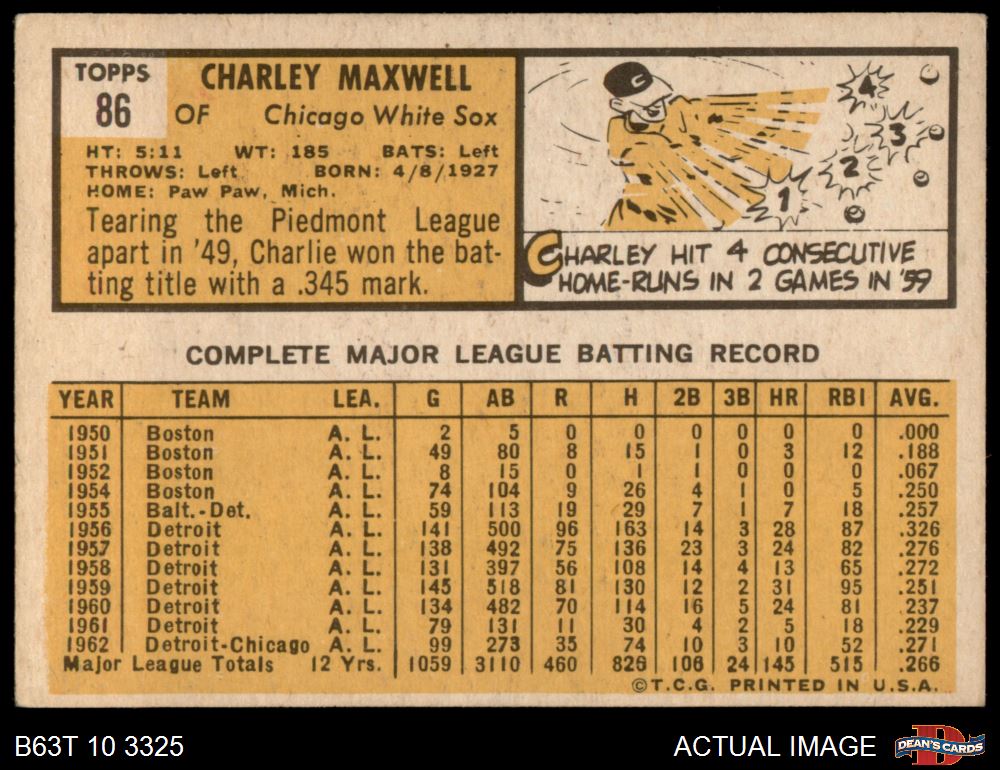 TOPPS
86
CHARLEY MAXWELL
OF Chicago White Sox
HT: 5:11 WT: 185 BATS: Left
THROWS: Left BORN: 4/8/1927
HOME: Paw Paw, Mich.
Tearing the Piedmont League
apart in '49, Charlie won the bat-
ting title with a .345 mark.
C
4
3
2
1
CHARLEY HIT 4 CONSECUTIVE
HOME-RUNS IN 2 GAMES IN '59
COMPLETE MAJOR LEAGUE BATTING RECORD
YEAR TEAM LEA. G AB R H 2B 3B HR RBI AVG.
1950 Boston A. L. 2 5 0 0 0 0 0 0 .000
1951 Boston A. L. 49 80 8 15 1 0 3 12 .188
1952 Boston A. L. 8 15 0 1 1 0 0 0 .067
1954 Boston A. L. 74 104 9 26 4 1 0 5 .250
1955 Balt.-Det. A. L. 59 113 19 29 7 1 7 18 .257
1956 Detroit A. L. 141 500 96 163 14 3 28 87 .326
1957 Detroit A. L. 138 492 75 136 23 3 24 82 .276
1958 Detroit A. L. 131 397 56 108 14 4 13 65 .272
1959 Detroit A. L. 145 518 81 130 12 2 31 95 .251
1960 Detroit A. L. 134 482 70 114 16 5 24 81 .237
1961 Detroit A. L. 79 131 11 30 4 2 5 18 .229
1962 Detroit-Chicago A. L. 99 273 35 74 10 3 10 52 .271
Major League Totals 12 Yrs. 1059 3110 460 826 106 24 145 515 .266
©T.C.G. PRINTED IN U.S.A.
B63T 10 3325
ACTUAL IMAGE
D
DEAN'S CARDS